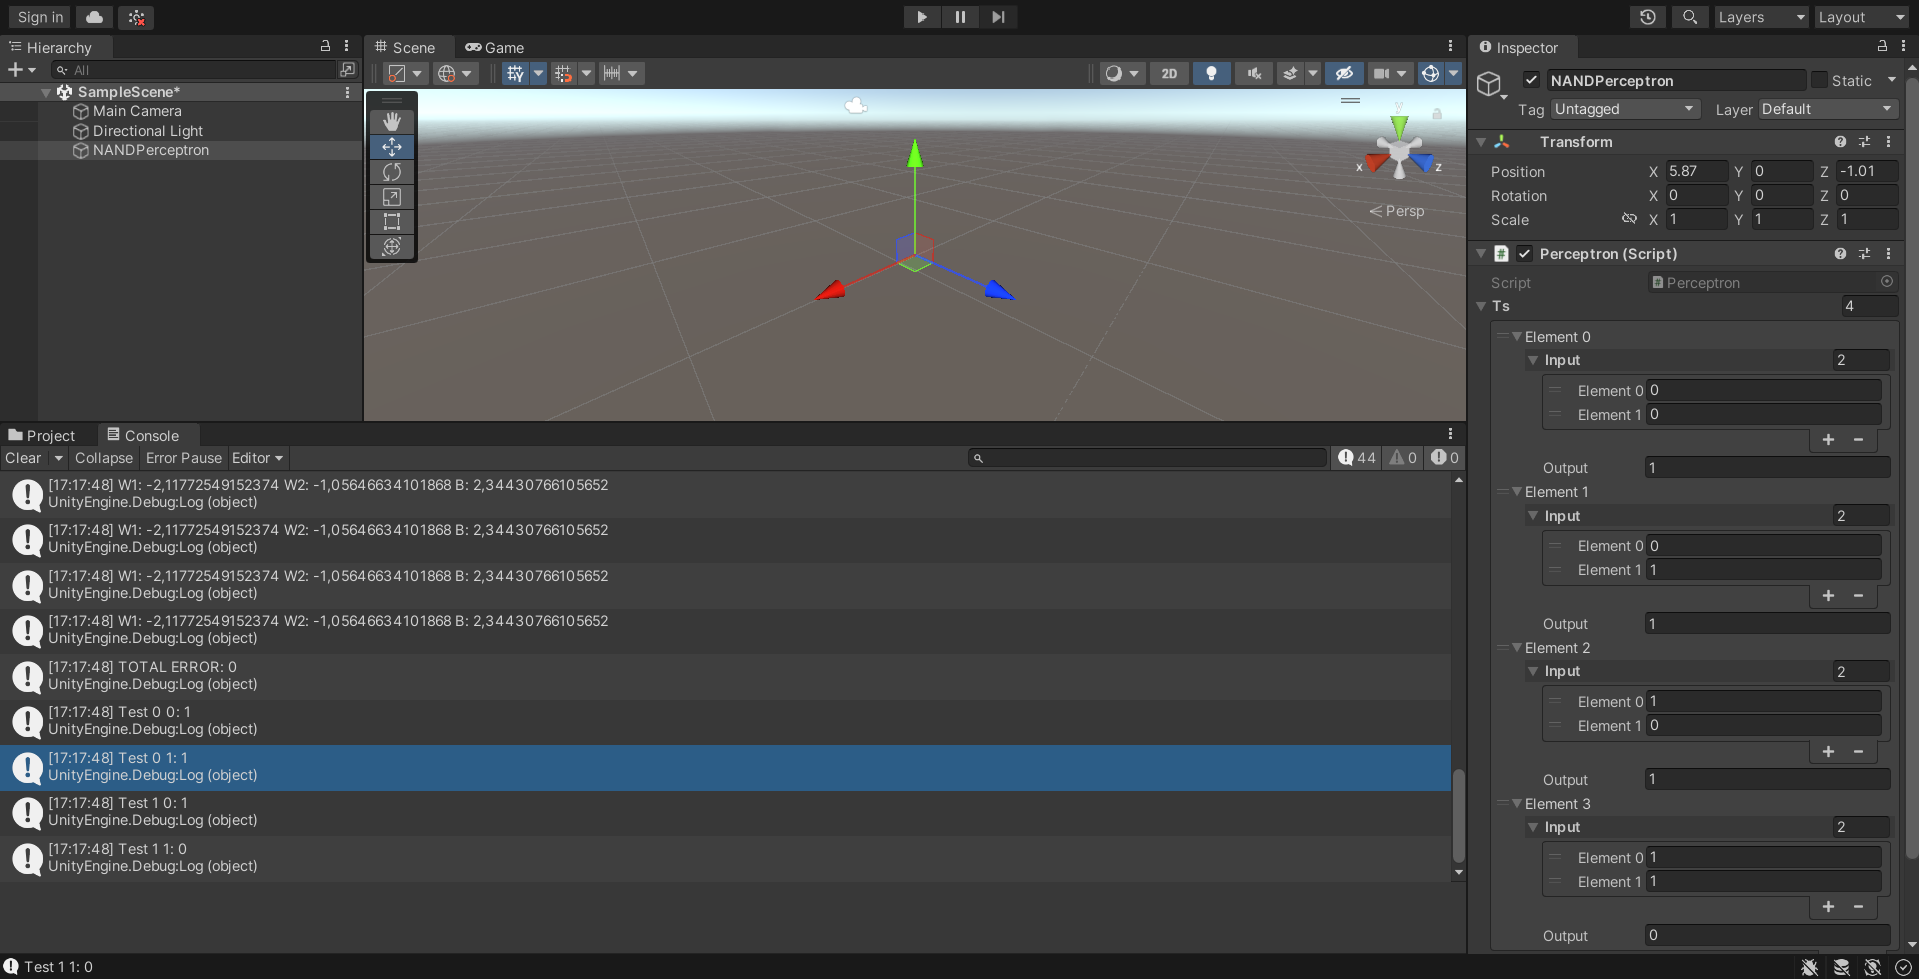 Sign in
Layers
Layout
Hierarchy
All
SampleScene*
Main Camera
Directional Light
NANDPerceptron
Scene
Game
2D
y
x
z
Persp
Project
Console
Clear
Collapse
Error Pause
Editor
44
0
0
[17:17:48] W1: -2,11772549152374 W2: -1,05646634101868 B: 2,34430766105652
UnityEngine.Debug:Log (object)
[17:17:48] W1: -2,11772549152374 W2: -1,05646634101868 B: 2,34430766105652
UnityEngine.Debug:Log (object)
[17:17:48] W1: -2,11772549152374 W2: -1,05646634101868 B: 2,34430766105652
UnityEngine.Debug:Log (object)
[17:17:48] W1: -2,11772549152374 W2: -1,05646634101868 B: 2,34430766105652
UnityEngine.Debug:Log (object)
[17:17:48] TOTAL ERROR: 0
UnityEngine.Debug:Log (object)
[17:17:48] Test 0 0: 1
UnityEngine.Debug:Log (object)
[17:17:48] Test 0 1: 1
UnityEngine.Debug:Log (object)
[17:17:48] Test 1 0: 1
UnityEngine.Debug:Log (object)
[17:17:48] Test 1 1: 0
UnityEngine.Debug:Log (object)
Test 1 1: 0
Inspector
NANDPerceptron
Static
Tag Untagged Layer Default
Transform
Position X 5.87 Y 0 Z -1.01
Rotation X 0 Y 0 Z 0
Scale X 1 Y 1 Z 1
Perceptron (Script)
Script Perceptron
Ts 4
Element 0
Input 2
Element 0 0
Element 1 0
+ −
Output 1
Element 1
Input 2
Element 0 0
Element 1 1
+ −
Output 1
Element 2
Input 2
Element 0 1
Element 1 0
+ −
Output 1
Element 3
Input 2
Element 0 1
Element 1 1
+ −
Output 0